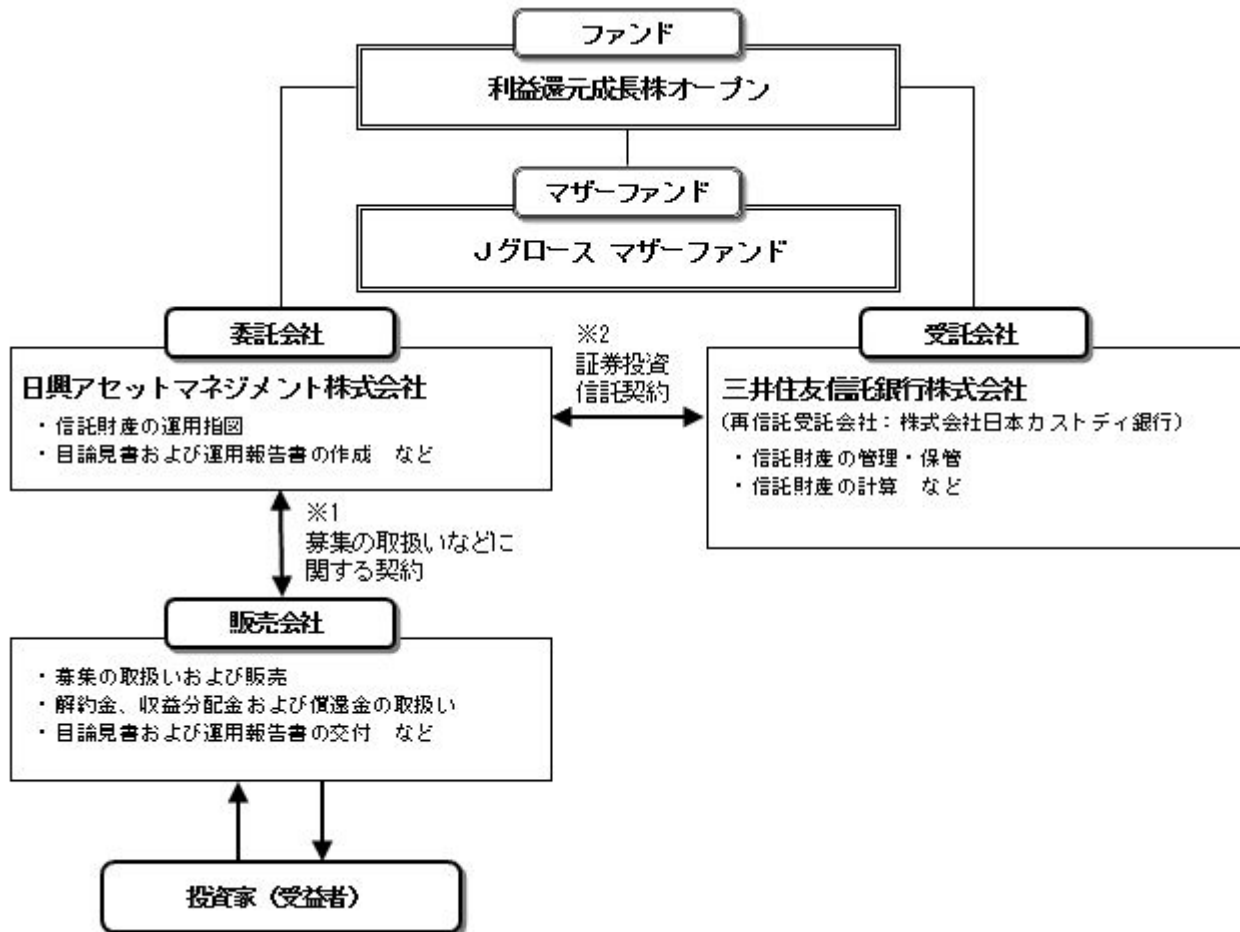 ファンド
利益還元成長株オープン
マザーファンド
Jグロース マザーファンド
委託会社
日興アセットマネジメント株式会社
・信託財産の運用指図
・目論見書および運用報告書の作成 など
※2
証券投資
信託契約
受託会社
三井住友信託銀行株式会社
(再信託受託会社：株式会社日本カストディ銀行)
・信託財産の管理・保管
・信託財産の計算 など
※1
募集の取扱いなどに
関する契約
販売会社
・募集の取扱いおよび販売
・解約金、収益分配金および償還金の取扱い
・目論見書および運用報告書の交付 など
投資家（受益者）